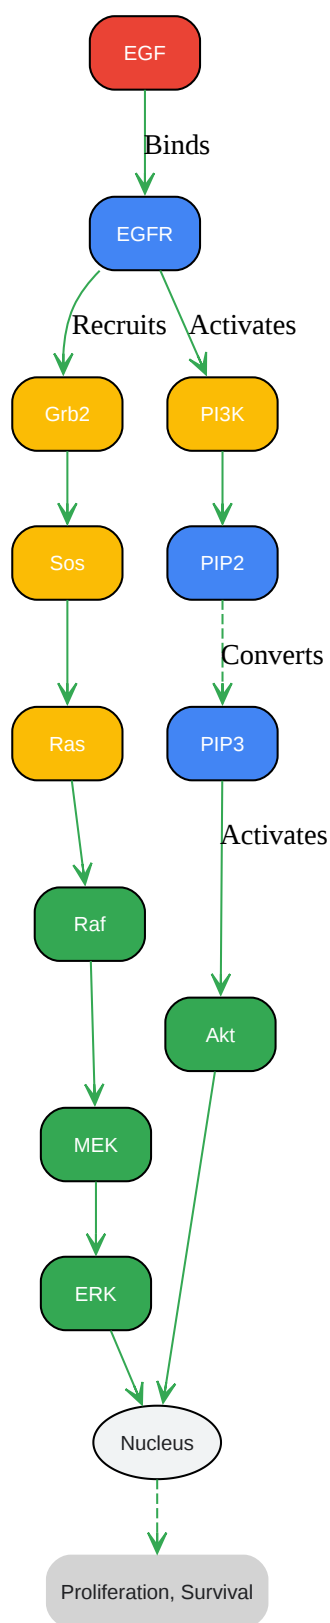 EGF
Binds
EGFR
Recruits
Activates
Grb2
PI3K
Sos
PIP2
Converts
Ras
PIP3
Activates
Raf
Akt
MEK
ERK
Nucleus
Proliferation, Survival